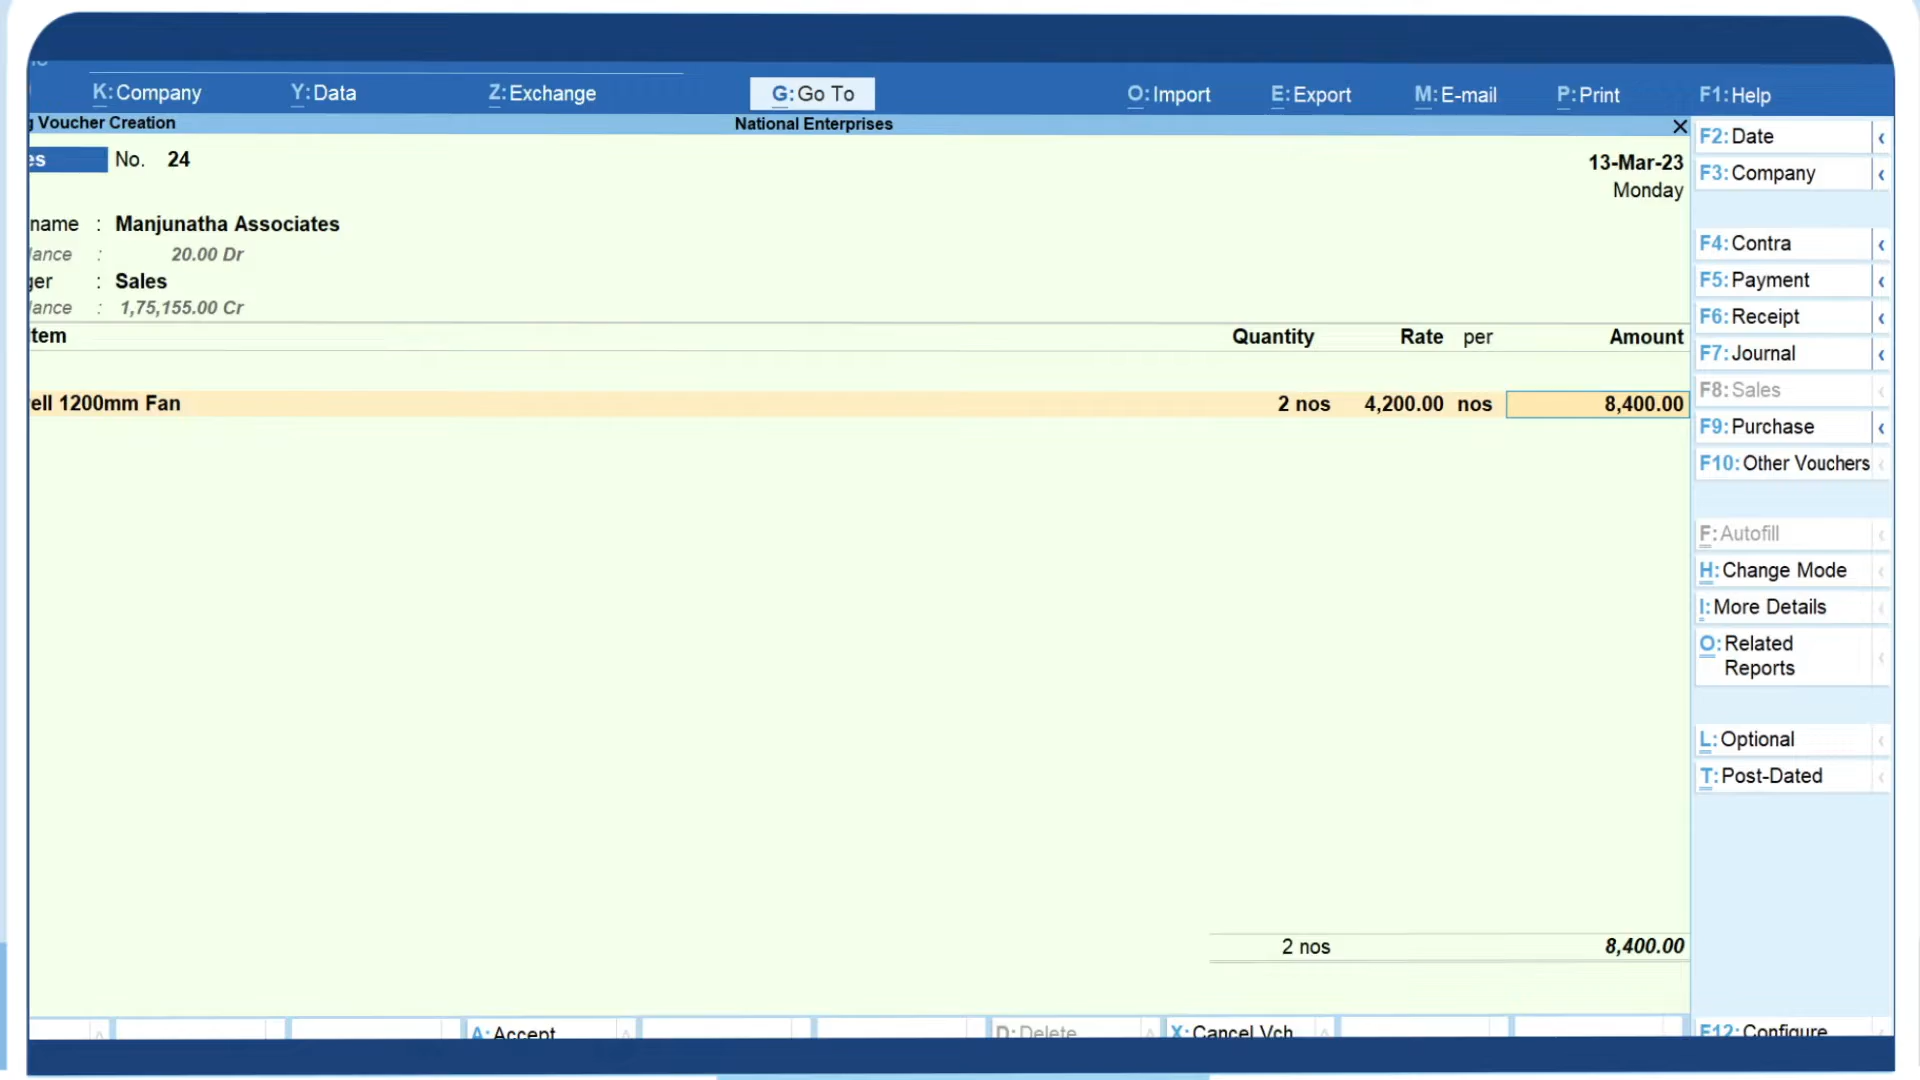 K: Company Y: Data Z: Exchange G: Go To O: Import E: Export M: E-mail P: Print F1: Help
Voucher Creation National Enterprises ×
No. 24 13-Mar-23
Monday
name : Manjunatha Associates
: 20.00 Dr
: Sales
: 1,75,155.00 Cr
Quantity Rate per Amount
1200mm Fan 2 nos 4,200.00 nos 8,400.00
2 nos 8,400.00
A: Accept D: Delete X: Cancel Vch
F2: Date
F3: Company
F4: Contra
F5: Payment
F6: Receipt
F7: Journal
F8: Sales
F9: Purchase
F10: Other Vouchers
F: Autofill
H: Change Mode
I: More Details
O: Related
Reports
L: Optional
T: Post-Dated
F12: Configure